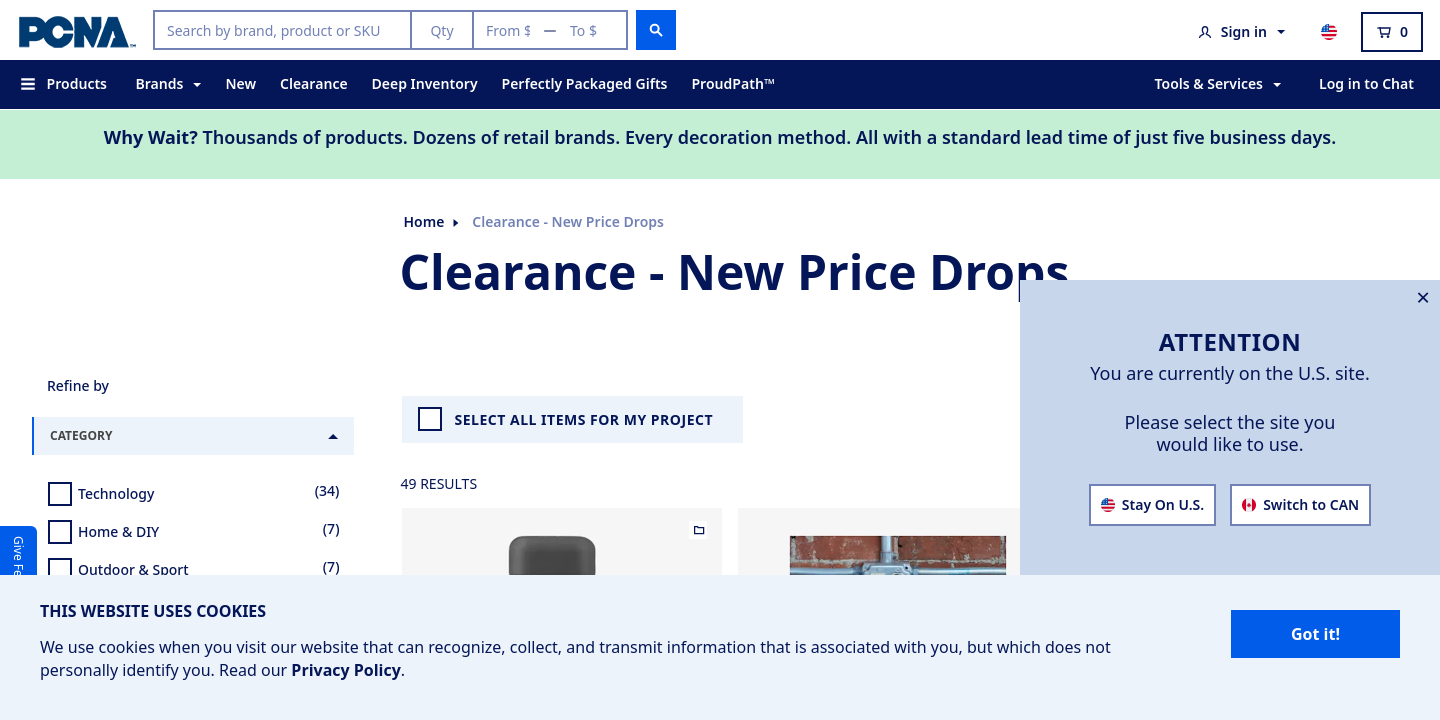 PCNA™
Search by brand, product or SKU
Qty
From $ — To $
Sign in
0
Products
Brands
New
Clearance
Deep Inventory
Perfectly Packaged Gifts
ProudPath™
Tools & Services
Log in to Chat
Why Wait? Thousands of products. Dozens of retail brands. Every decoration method. All with a standard lead time of just five business days.
Home
Clearance - New Price Drops
Clearance - New Price Drops
ATTENTION
You are currently on the U.S. site.
Please select the site you
would like to use.
Stay On U.S.
Switch to CAN
Refine by
CATEGORY
Technology (34)
Home & DIY (7)
Outdoor & Sport (7)
SELECT ALL ITEMS FOR MY PROJECT
49 RESULTS
Give
THIS WEBSITE USES COOKIES
We use cookies when you visit our website that can recognize, collect, and transmit information that is associated with you, but which does not
personally identify you. Read our Privacy Policy.
Got it!